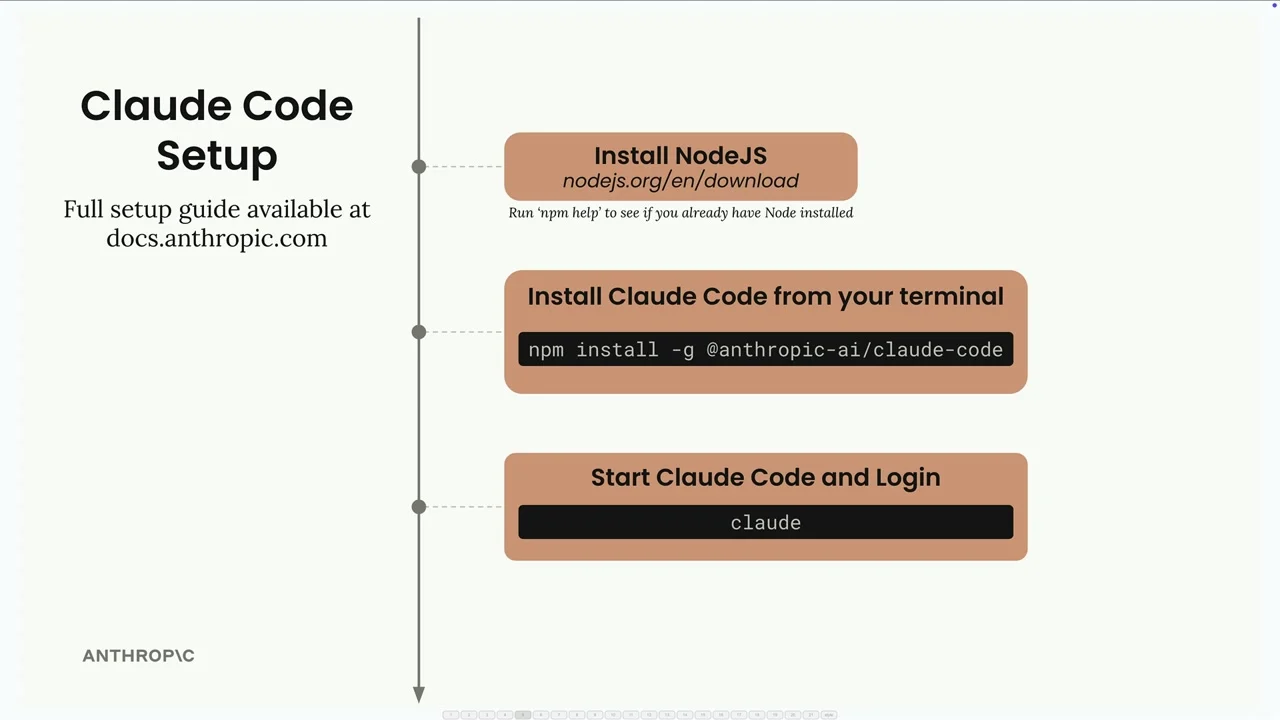 Claude Code
Setup
Full setup guide available at
docs.anthropic.com
Install NodeJS
nodejs.org/en/download
Run ‘npm help’ to see if you already have Node installed
Install Claude Code from your terminal
npm install -g @anthropic-ai/claude-code
Start Claude Code and Login
claude
ANTHROP\C